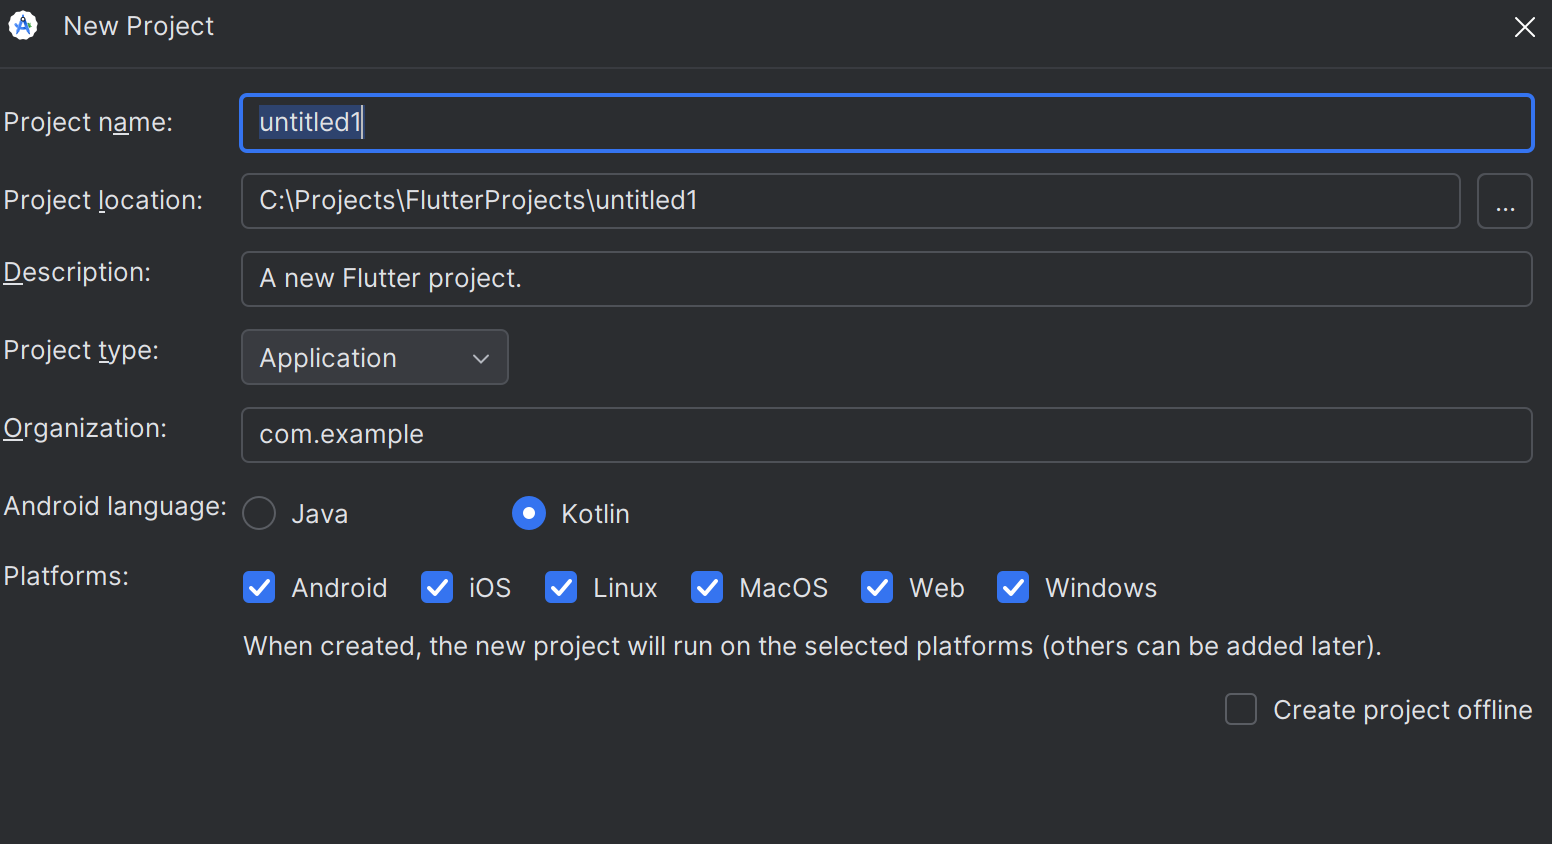 New Project
Project name: untitled1
Project location: C:\Projects\FlutterProjects\untitled1 ...
Description: A new Flutter project.
Project type: Application
Organization: com.example
Android language: Java Kotlin
Platforms: Android iOS Linux MacOS Web Windows
When created, the new project will run on the selected platforms (others can be added later).
Create project offline